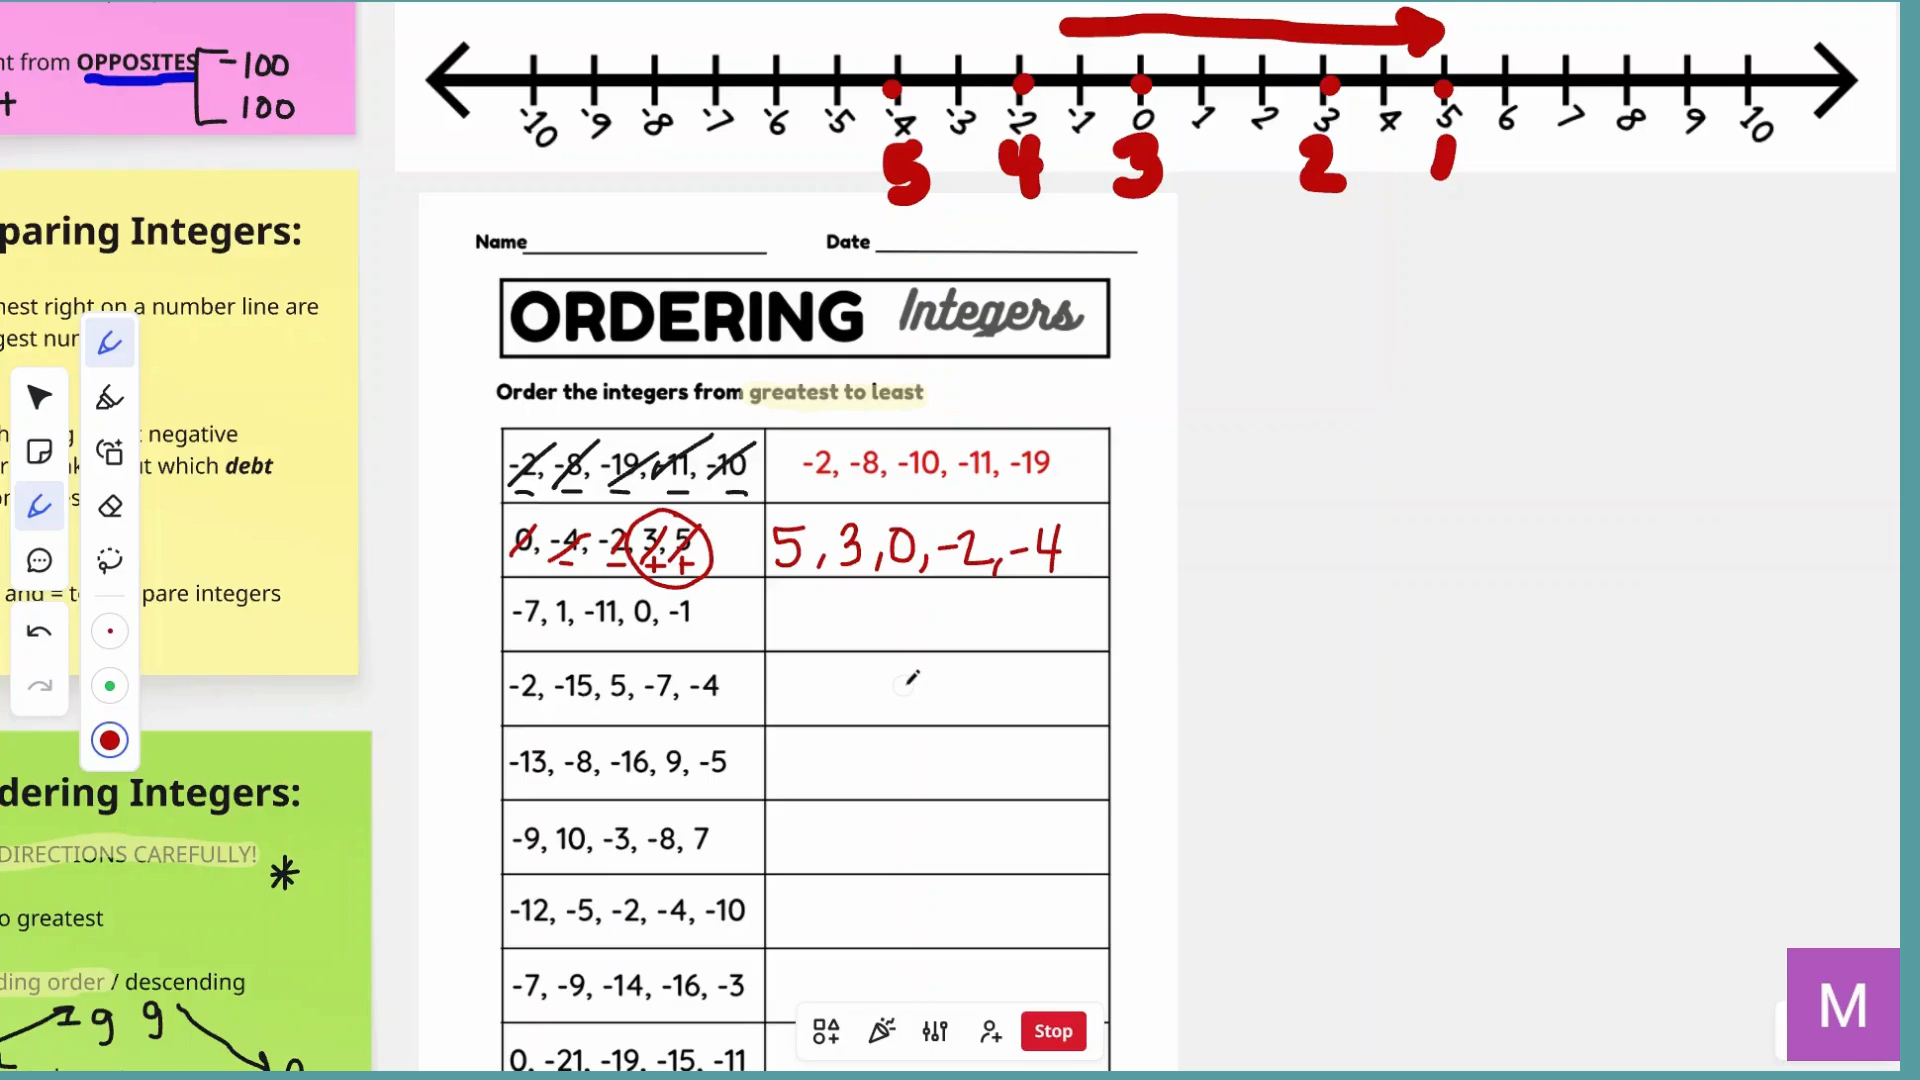 nt from OPPOSITES
-100
+
100
-10 -9 -8 -7 -6 -5 -4 -3 -2 -1 0 1 2 3 4 5 6 7 8 9 10
5 4 3 2 1
paring Integers:
nest right on a number line are
gest nur
negative
t which debt
and = t pare integers
Name Date
ORDERING Integers
Order the integers from greatest to least
-2, -8, -19, -11, -10 -2, -8, -10, -11, -19
0, -4, -2, 3, 5 5, 3, 0, -2, -4
- - + +
-7, 1, -11, 0, -1
-2, -15, 5, -7, -4
-13, -8, -16, 9, -5
-9, 10, -3, -8, 7
-12, -5, -2, -4, -10
-7, -9, -14, -16, -3
0, -21, -19, -15, -11
dering Integers:
DIRECTIONS CAREFULLY!
*
o greatest
ding order / descending
g g
Stop
M